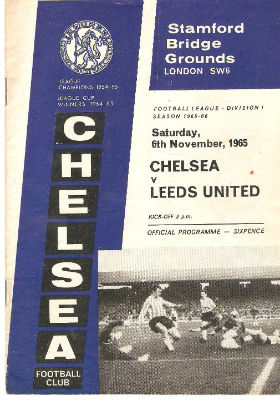 Stamford
Bridge
Grounds
LONDON SW6
LEAGUE
CHAMPIONS 1954-55
LEAGUE CUP
WINNERS 1964-65
FOOTBALL LEAGUE - DIVISION I
SEASON 1965-66
Saturday,
6th November, 1965
CHELSEA
v
LEEDS UNITED
KICK-OFF 3 p.m.
OFFICIAL PROGRAMME — SIXPENCE
CHELSEA
FOOTBALL
CLUB